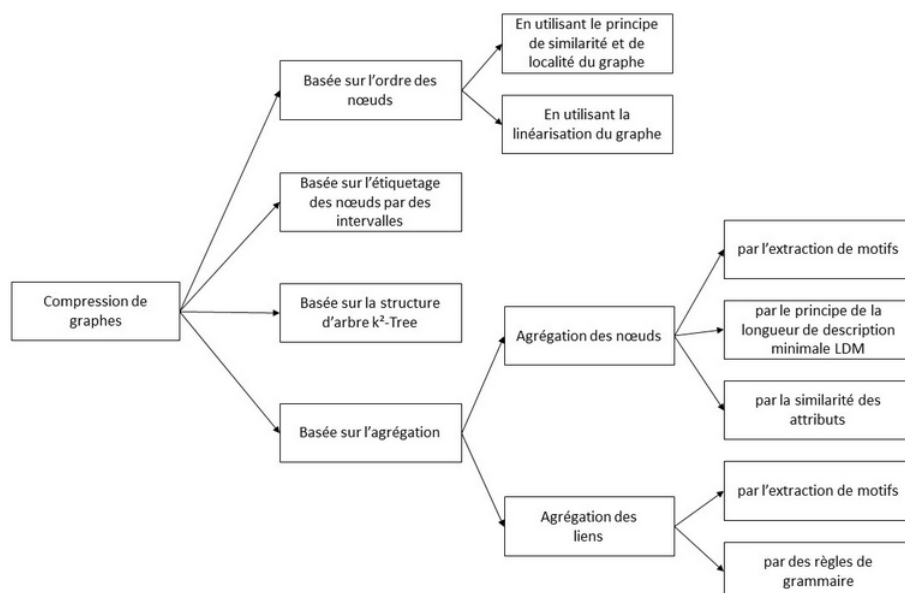 En utilisant le principe
de similarité et de
localité du graphe
Basée sur l'ordre des
nœuds
En utilisant la
linéarisation du graphe
Basée sur l'étiquetage
des nœuds par des
intervalles
par l'extraction de motifs
Compression de
graphes
Basée sur la structure
d'arbre k²-Tree
Agrégation des nœuds
par le principe de la
longueur de description
minimale LDM
par la similarité des
attributs
Basée sur l'agrégation
par l'extraction de motifs
Agrégation des
liens
par des règles de
grammaire